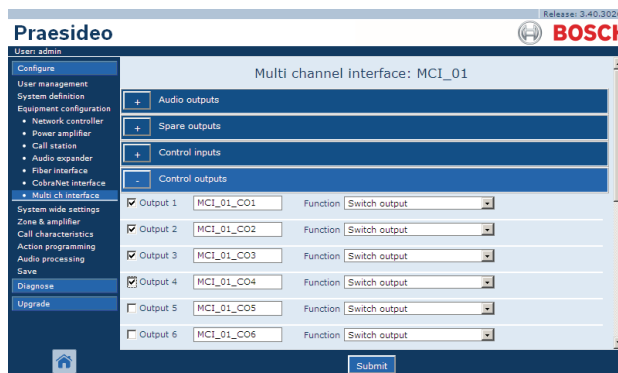 Release: 3.40.302
Praesideo
BOSCH
User: admin
Configure
User management
System definition
Equipment configuration
• Network controller
• Power amplifier
• Call station
• Audio expander
• Fiber interface
• CobraNet interface
• Multi ch interface
System wide settings
Zone & amplifier
Call characteristics
Action programming
Audio processing
Save
Diagnose
Upgrade
Multi channel interface: MCI_01
+ Audio outputs
+ Spare outputs
+ Control inputs
- Control outputs
Output 1 MCI_01_CO1 Function Switch output
Output 2 MCI_01_CO2 Function Switch output
Output 3 MCI_01_CO3 Function Switch output
Output 4 MCI_01_CO4 Function Switch output
Output 5 MCI_01_CO5 Function Switch output
Output 6 MCI_01_CO6 Function Switch output
Submit